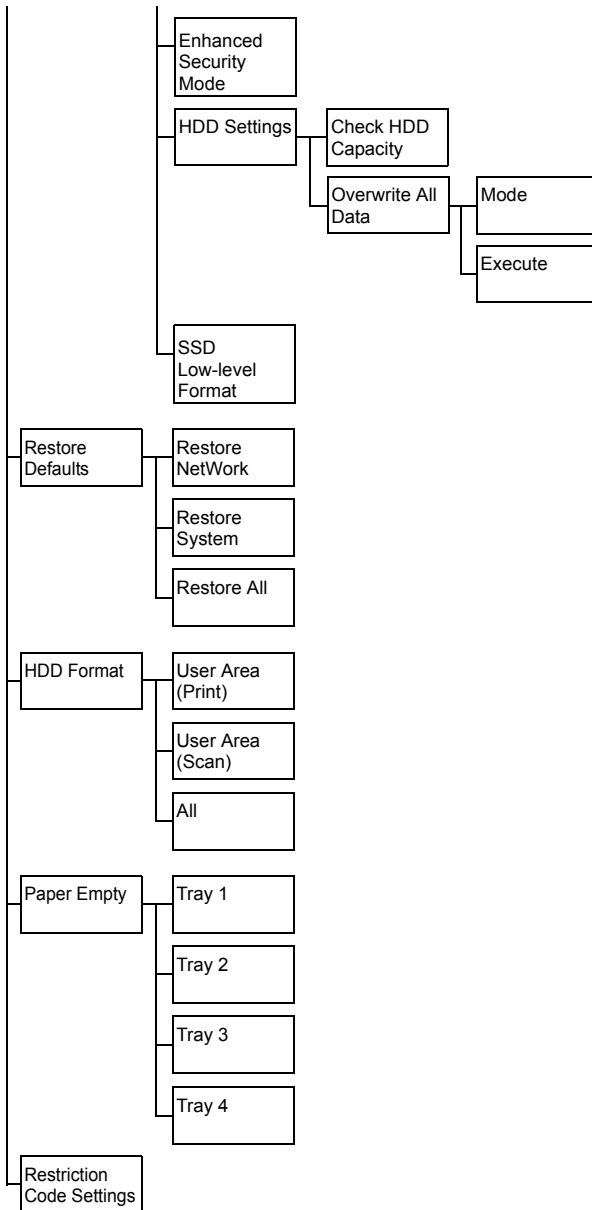 Enhanced
Security
Mode
HDD Settings
Check HDD
Capacity
Overwrite All
Data
Mode
Execute
SSD
Low-level
Format
Restore
Defaults
Restore
NetWork
Restore
System
Restore All
HDD Format
User Area
(Print)
User Area
(Scan)
All
Paper Empty
Tray 1
Tray 2
Tray 3
Tray 4
Restriction
Code Settings